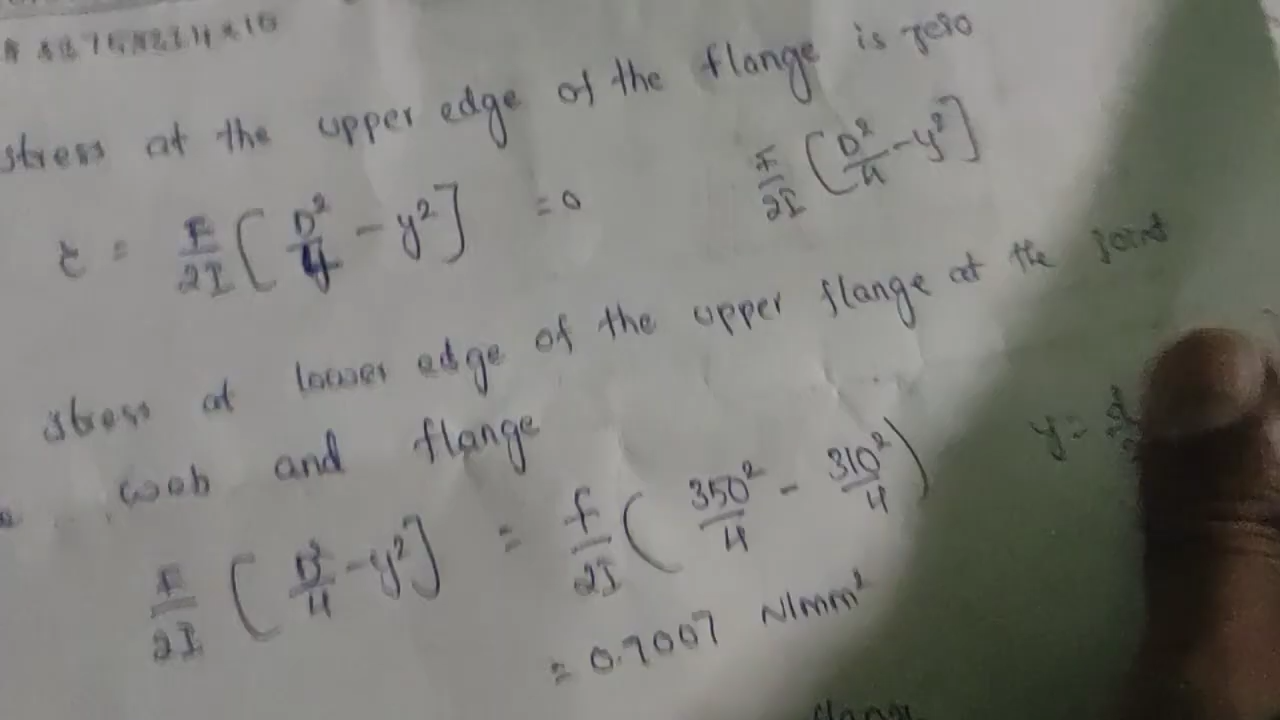 stress at the upper edge of the flange is zero
τ = F/2I [D²/4 - y²] = 0 F/2I [D²/4 - y²]
stress at lower edge of the upper flange at the joint
web and flange
F/2I [D²/4 - y²] = F/2I (350²/4 - 310²/4) y =
= 0.7007 N/mm²